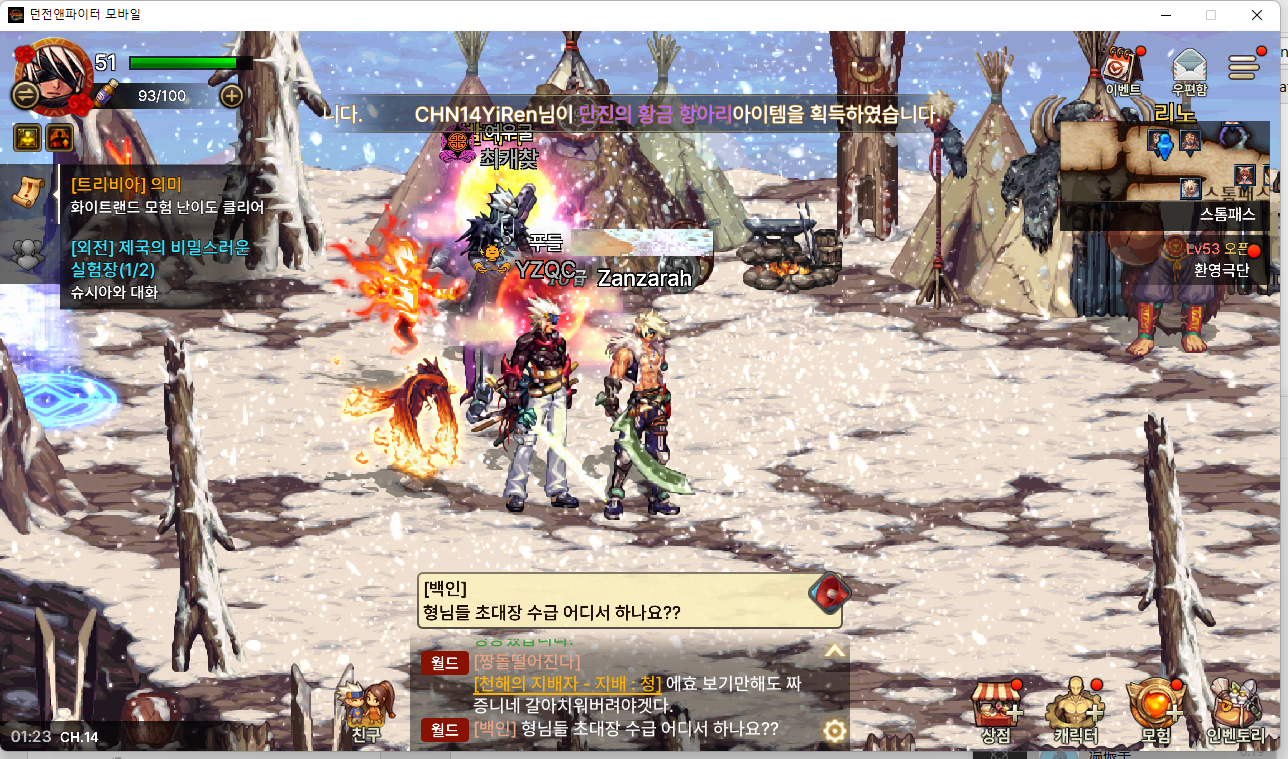 던전앤파이터 모바일
51
93/100
니다. CHN14YiRen님이 단진의 황금 항아리아이템을 획득하였습니다.
이벤트
우편함
리노
최캐찾
[트리비아] 의미
화이트랜드 모험 난이도 클리어
[외전] 제국의 비밀스러운
실험장(1/2)
슈시아와 대화
푸들
YZQC
Zanzarah
스톰패스
스톰패스
Lv53 오픈
환영극단
[백인]
형님들 초대장 수급 어디서 하나요??
월드 [짱돌떨어진다]
[천해의 지배자 - 지배 : 청] 에효 보기만해도 짜
증니네 갈아치워버려야겟다.
월드 [백인] 형님들 초대장 수급 어디서 하나요??
01:23 CH.14
친구
상점
캐릭터
모험
인벤토리